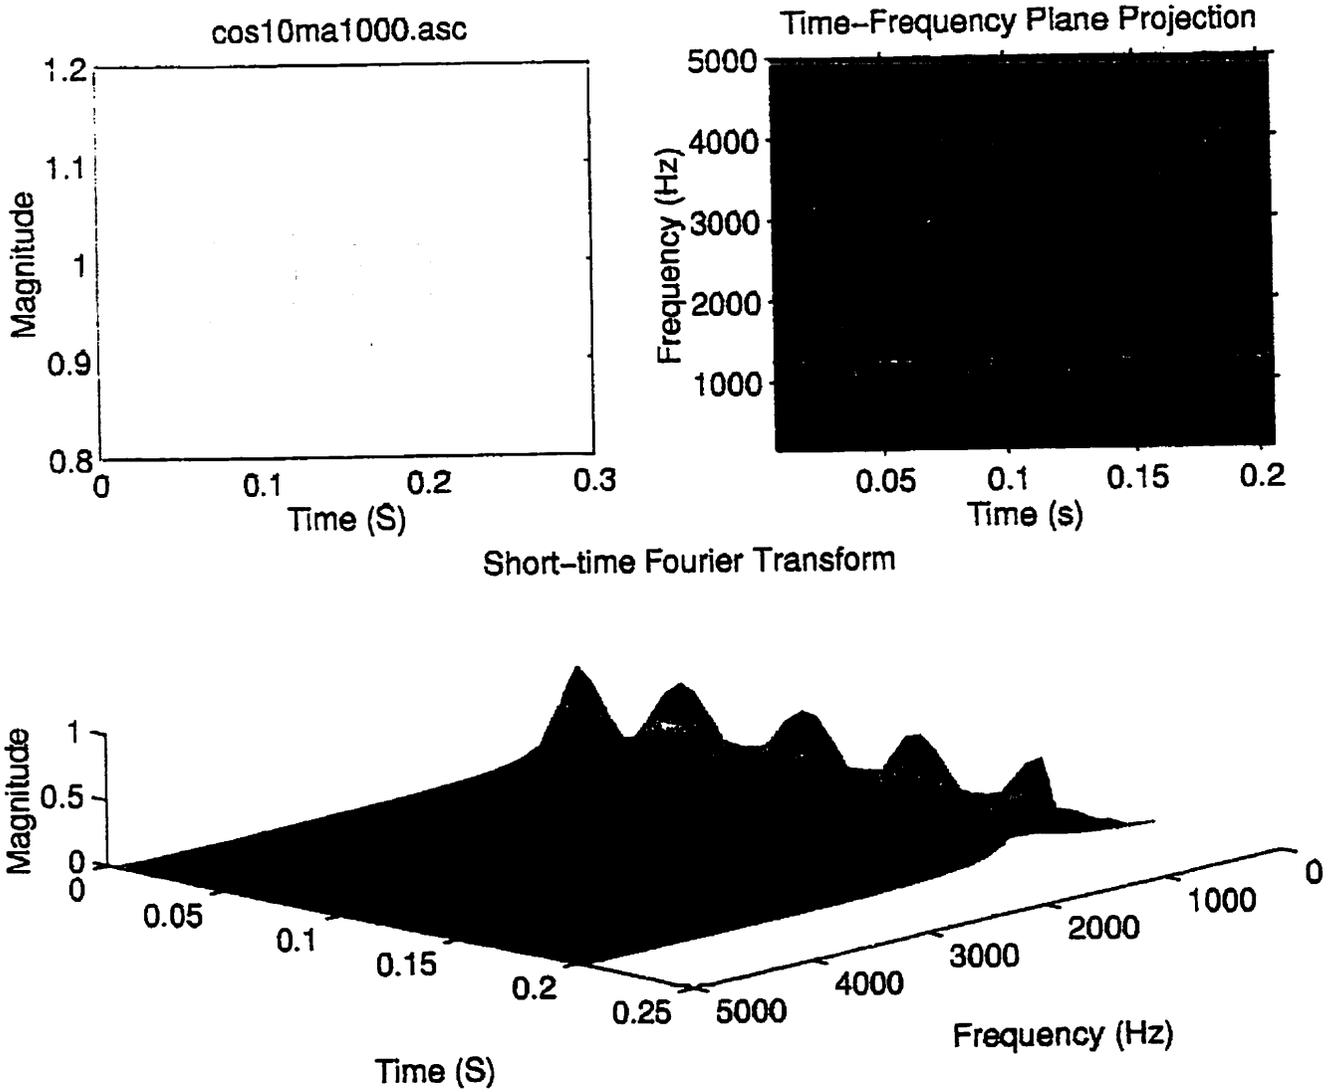 cos10ma1000.asc
1.2
1.1
1
0.9
0.8
Magnitude
0 0.1 0.2 0.3
Time (S)
Time-Frequency Plane Projection
5000
4000
3000
2000
1000
Frequency (Hz)
0.05 0.1 0.15 0.2
Time (s)
Short-time Fourier Transform
1
0.5
0
Magnitude
0
0.05
0.1
0.15
0.2
0.25
Time (S)
5000
4000
3000
2000
1000
0
Frequency (Hz)